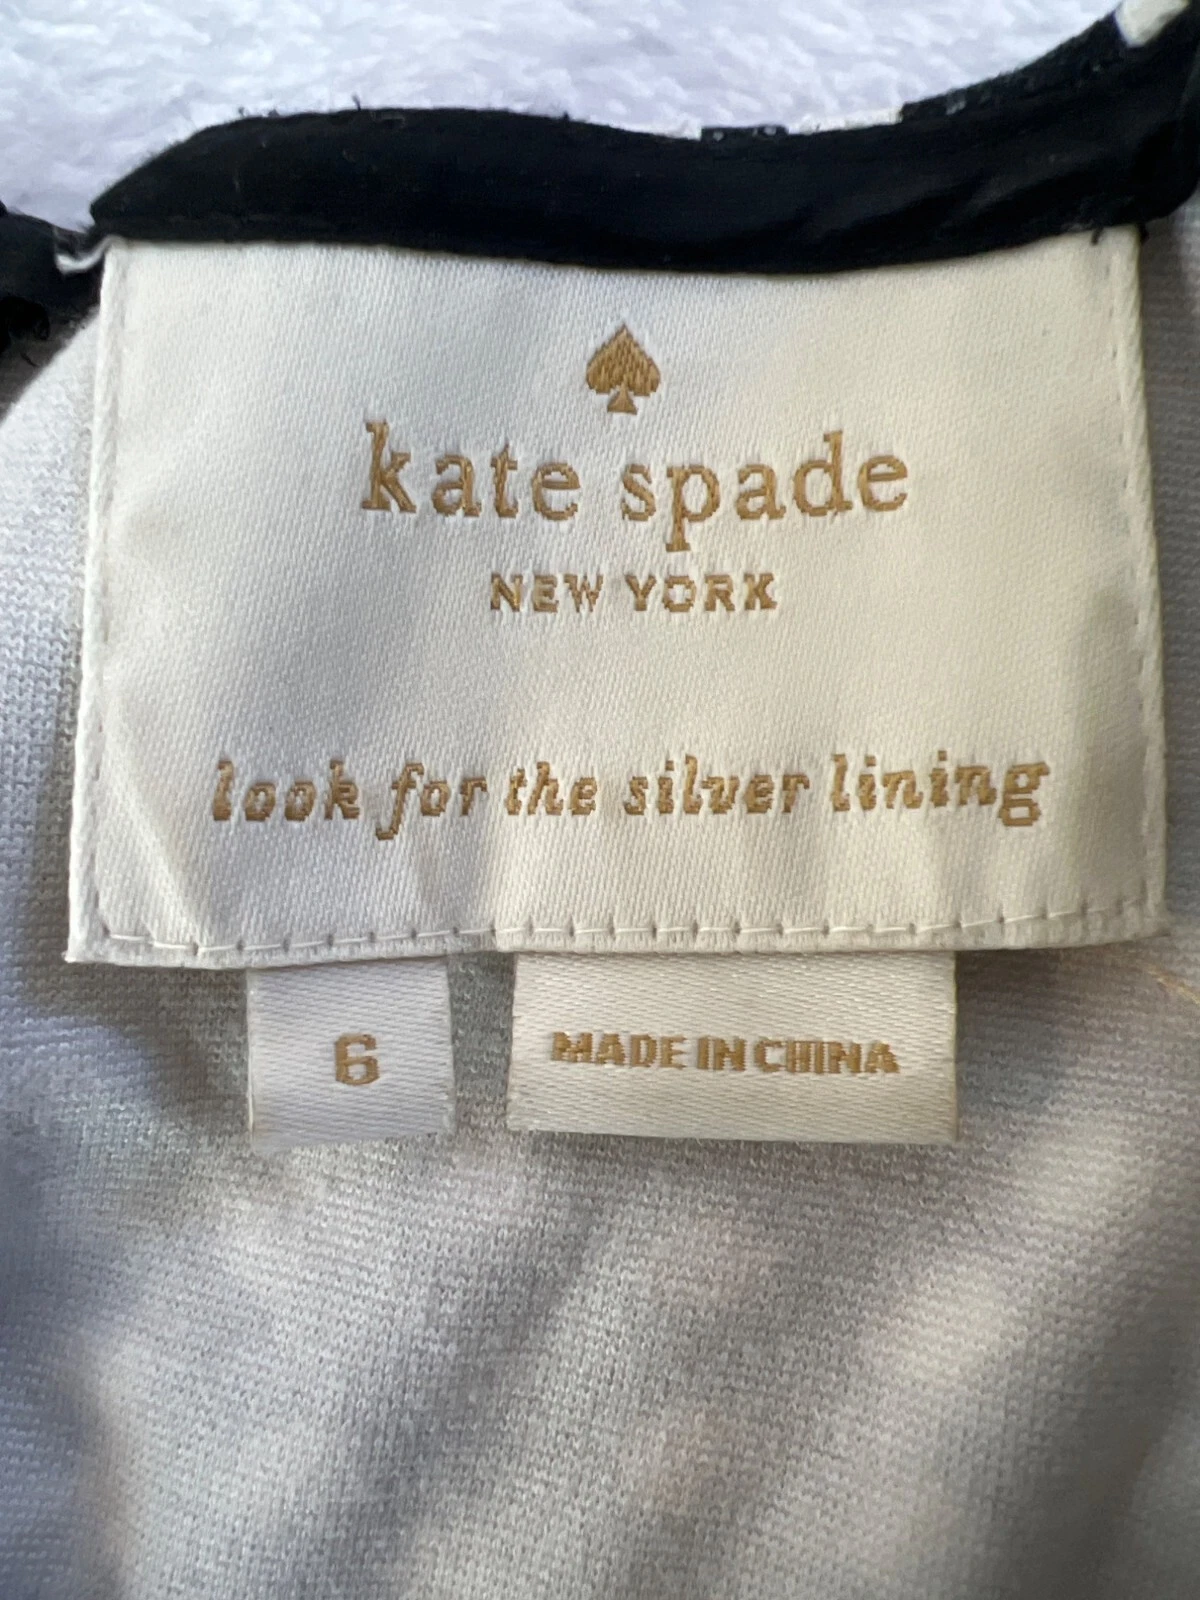 kate spade
NEW YORK
look for the silver lining
6
MADE IN CHINA